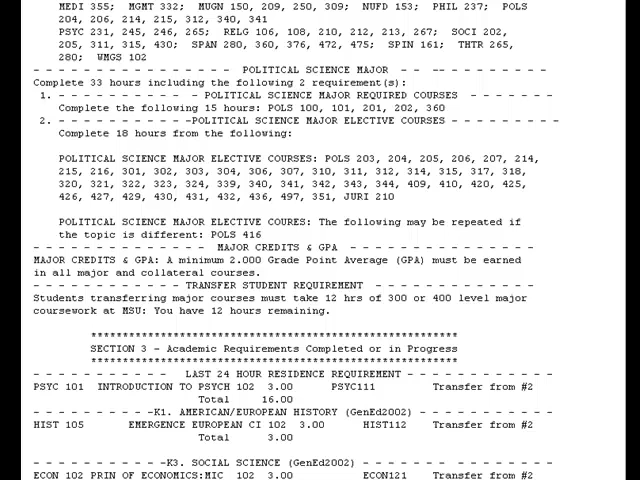 MEDI 355; MGMT 332; MUGN 150, 209, 250, 309; NUFD 153; PHIL 237; POLS
204, 206, 214, 215, 312, 340, 341
PSYC 231, 245, 246, 265; RELG 106, 108, 210, 212, 213, 267; SOCI 202,
205, 311, 315, 430; SPAN 280, 360, 376, 472, 475; SPIN 161; THTR 265,
280; WMGS 102
- - - - - - - - - - - - - - - - POLITICAL SCIENCE MAJOR - - -- - - - - - - - -
Complete 33 hours including the following 2 requirement(s):
1. - - - - - - - - - - - POLITICAL SCIENCE MAJOR REQUIRED COURSES - - - - - - -
Complete the following 15 hours: POLS 100, 101, 201, 202, 360
2. - - - - - - - - - - -POLITICAL SCIENCE MAJOR ELECTIVE COURSES - - - - - - - - -
Complete 18 hours from the following:
POLITICAL SCIENCE MAJOR ELECTIVE COURSES: POLS 203, 204, 205, 206, 207, 214,
215, 216, 301, 302, 303, 304, 306, 307, 310, 311, 312, 314, 315, 317, 318,
320, 321, 322, 323, 324, 339, 340, 341, 342, 343, 344, 409, 410, 420, 425,
426, 427, 429, 430, 431, 432, 436, 497, 351, JURI 210
POLITICAL SCIENCE MAJOR ELECTIVE COURES: The following may be repeated if
the topic is different: POLS 416
- - - - - - - - - - - - - - MAJOR CREDITS & GPA - - - - - - - - - - - - - - -
MAJOR CREDITS & GPA: A minimum 2.000 Grade Point Average (GPA) must be earned
in all major and collateral courses.
- - - - - - - - - - - - TRANSFER STUDENT REQUIREMENT - - - - - - - - - - - -
Students transferring major courses must take 12 hrs of 300 or 400 level major
coursework at MSU: You have 12 hours remaining.
**********************************************************
SECTION 3 - Academic Requirements Completed or in Progress
**********************************************************
- - - - - - - - - - - LAST 24 HOUR RESIDENCE REQUIREMENT - - - - - - - - - - -
PSYC 101 INTRODUCTION TO PSYCH 102 3.00 PSYC111 Transfer from #2
Total 16.00
- - - - - - - - - -K1. AMERICAN/EUROPEAN HISTORY (GenEd2002) - - - - - - - - - -
HIST 105 EMERGENCE EUROPEAN CI 102 3.00 HIST112 Transfer from #2
Total 3.00
- - - - - - - - - - -K3. SOCIAL SCIENCE (GenEd2002) - - - - - - - - - - - - -
ECON 102 PRIN OF ECONOMICS:MIC 102 3.00 ECON121 Transfer from #2